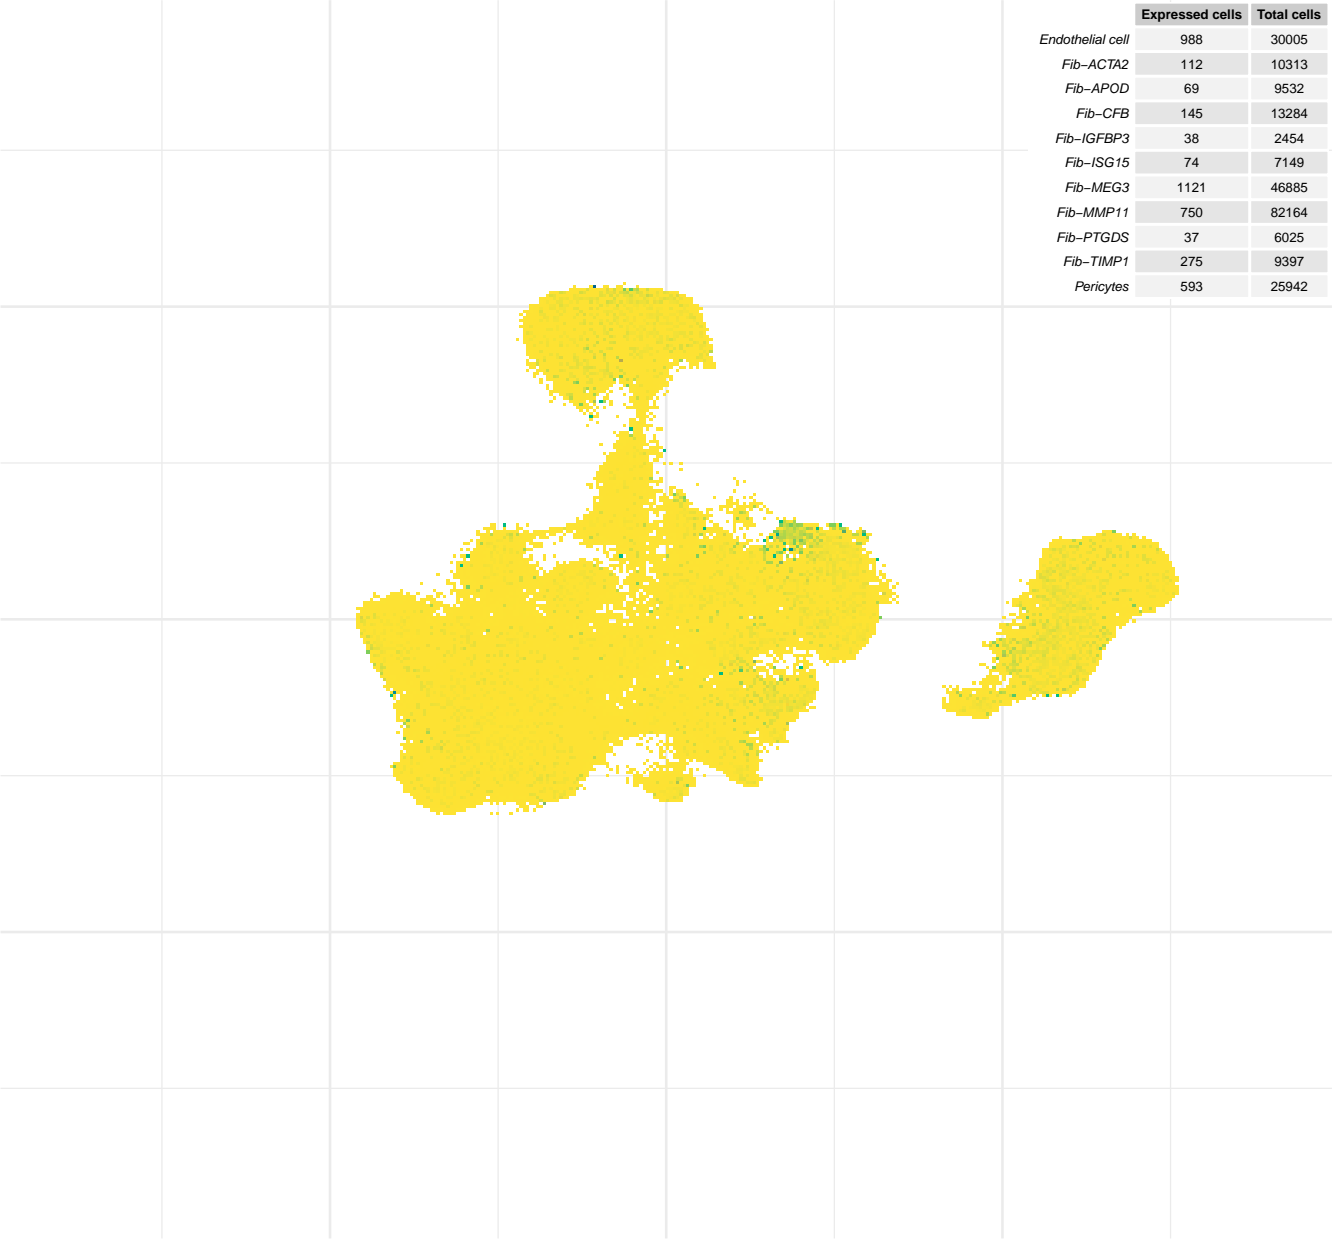 Expressed cells Total cells
Endothelial cell 988 30005
Fib−ACTA2 112 10313
Fib−APOD 69 9532
Fib−CFB 145 13284
Fib−IGFBP3 38 2454
Fib−ISG15 74 7149
Fib−MEG3 1121 46885
Fib−MMP11 750 82164
Fib−PTGDS 37 6025
Fib−TIMP1 275 9397
Pericytes 593 25942